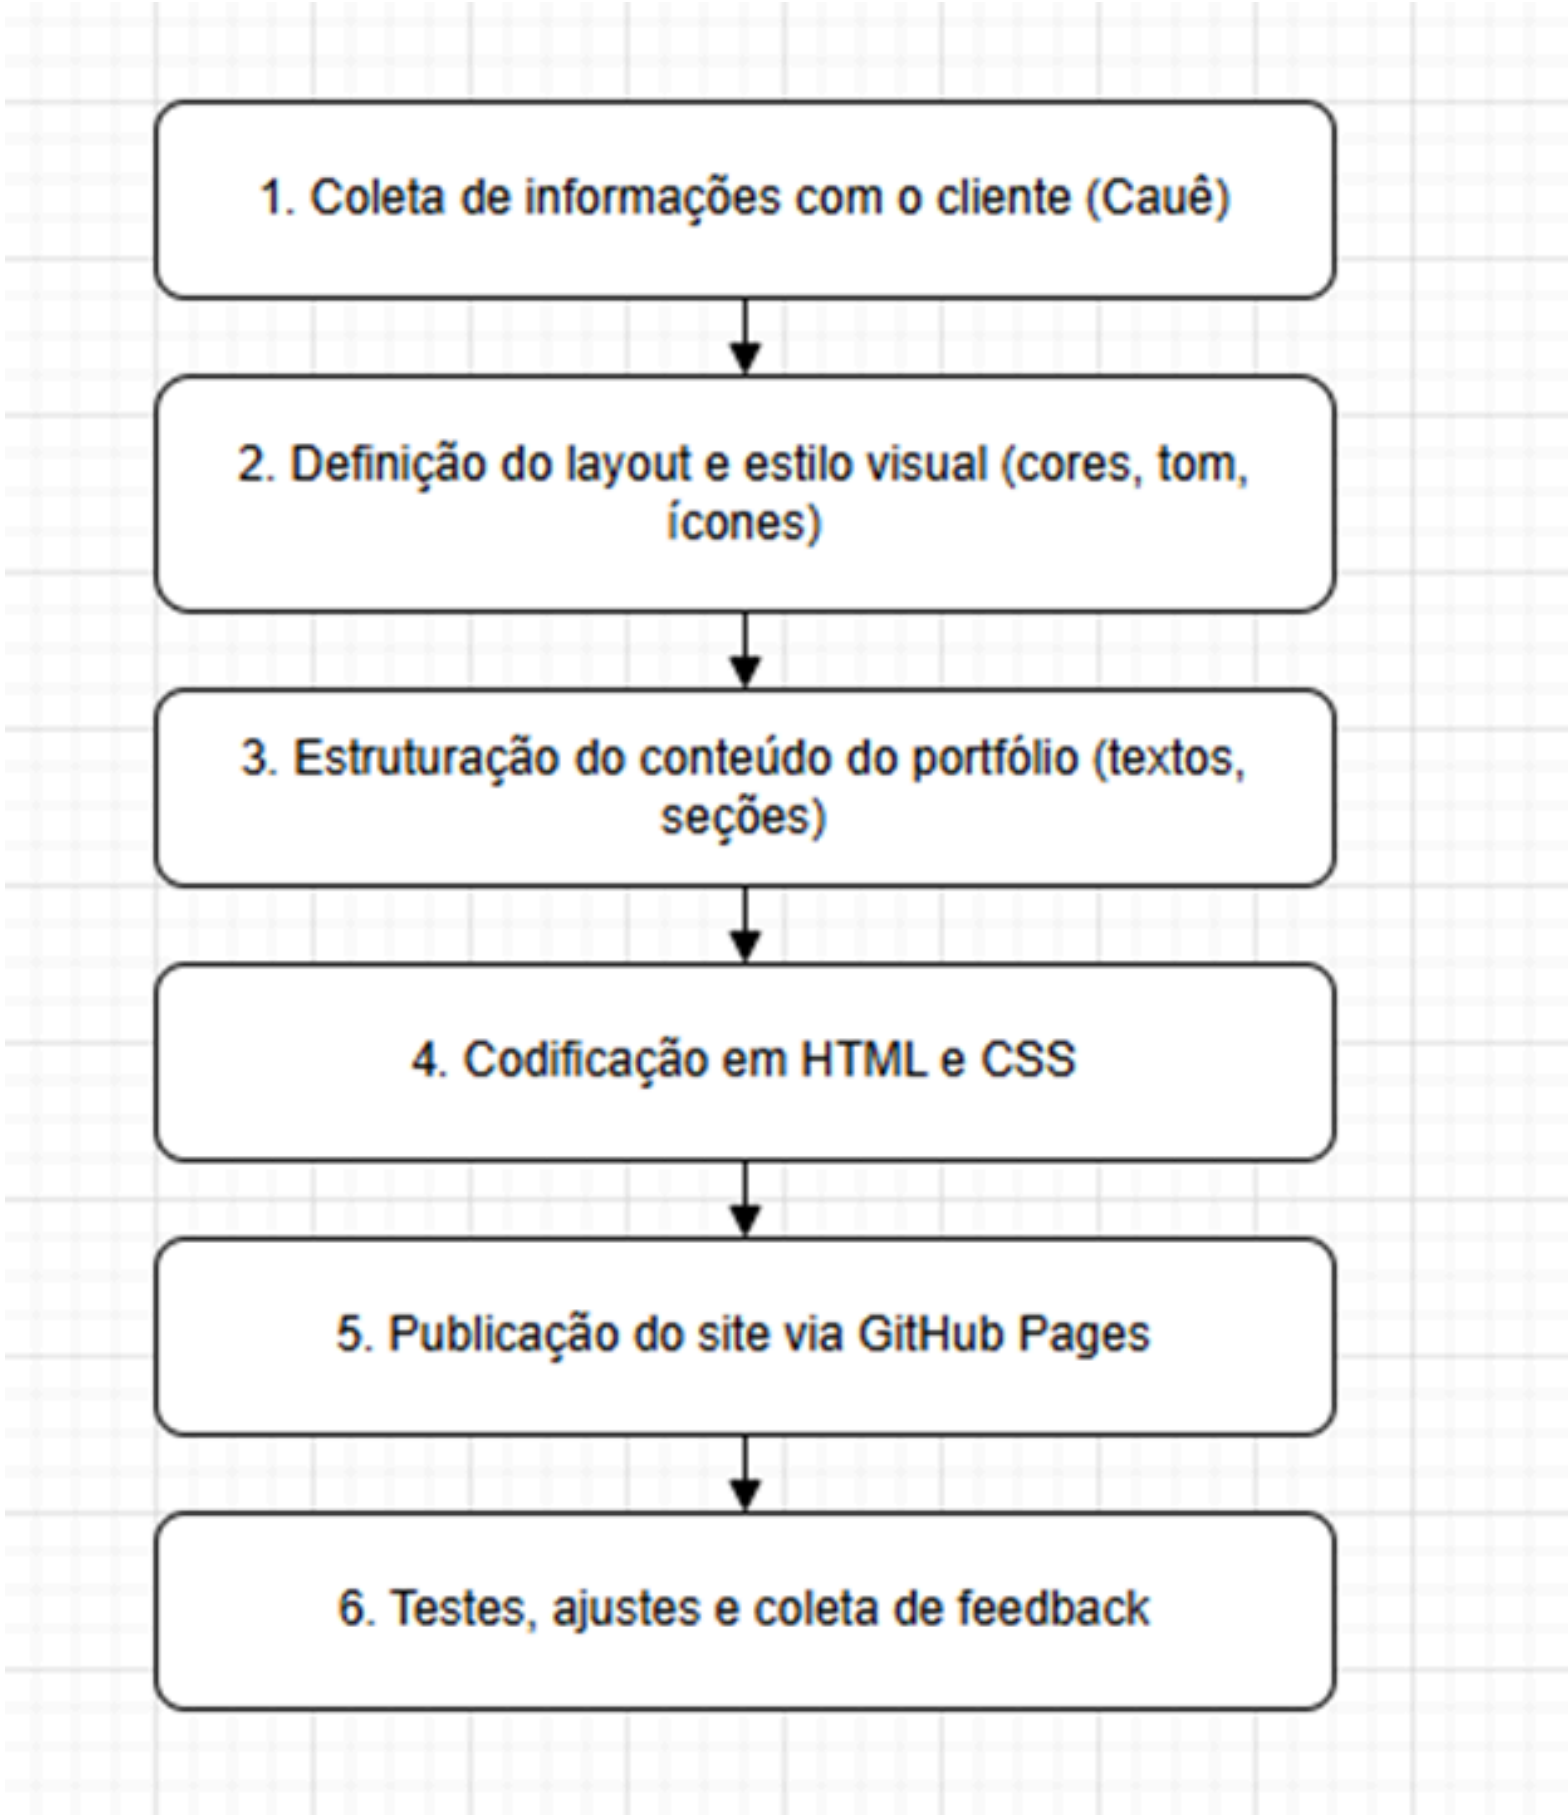 1. Coleta de informações com o cliente (Cauê)
2. Definição do layout e estilo visual (cores, tom,
ícones)
3. Estruturação do conteúdo do portfólio (textos,
seções)
4. Codificação em HTML e CSS
5. Publicação do site via GitHub Pages
6. Testes, ajustes e coleta de feedback